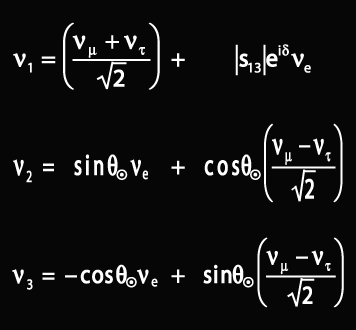 ν₁ = ((ν_μ + ν_τ)/√2) + |s₁₃|e^{iδ}ν_e
ν₂ = sinθ_⊙ν_e + cosθ_⊙((ν_μ − ν_τ)/√2)
ν₃ = −cosθ_⊙ν_e + sinθ_⊙((ν_μ − ν_τ)/√2)